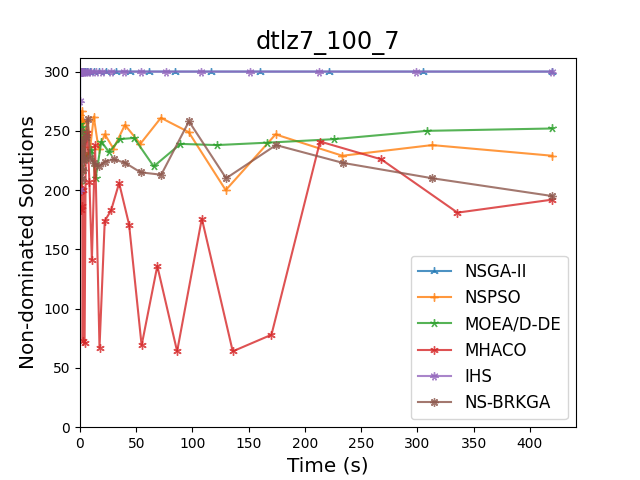 dtlz7_100_7
Non-dominated Solutions
300
250
200
150
100
50
0
0 50 100 150 200 250 300 350 400
Time (s)
NSGA-II
NSPSO
MOEA/D-DE
MHACO
IHS
NS-BRKGA